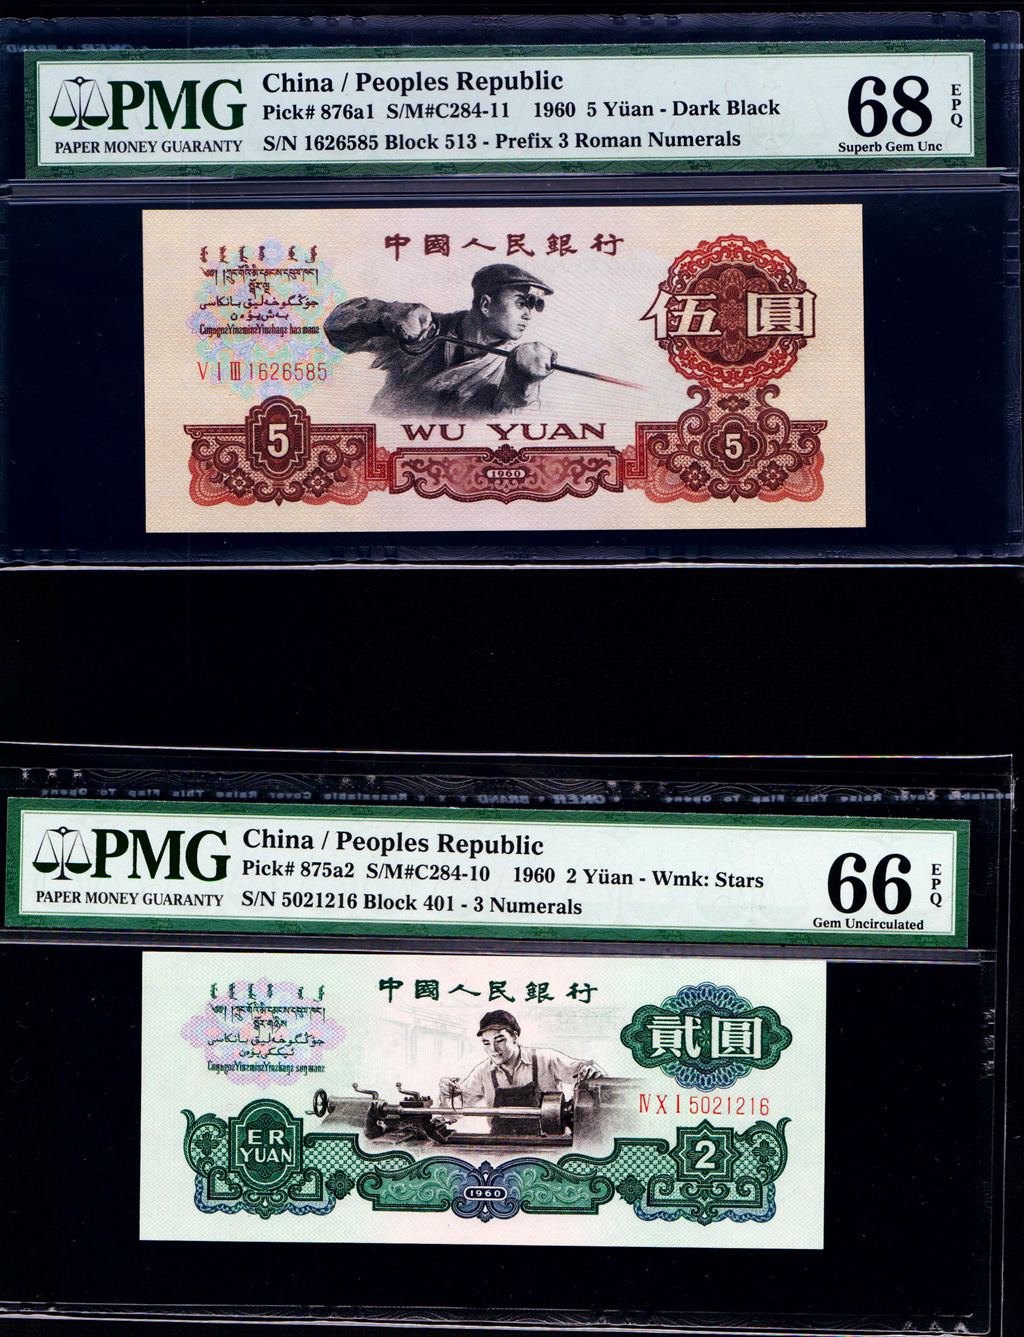 PMG
PAPER MONEY GUARANTY
China / Peoples Republic
Pick# 876a1 S/M#C284-11 1960 5 Yüan - Dark Black
S/N 1626585 Block 513 - Prefix 3 Roman Numerals
68
EPQ
Superb Gem Unc
中國人民銀行
伍圓
V I III 1626585
5
WU YUAN
1960
5
PMG
PAPER MONEY GUARANTY
China / Peoples Republic
Pick# 875a2 S/M#C284-10 1960 2 Yüan - Wmk: Stars
S/N 5021216 Block 401 - 3 Numerals
66
EPQ
Gem Uncirculated
中國人民銀行
貳圓
IV X I 5021216
ER
YUAN
2
1960